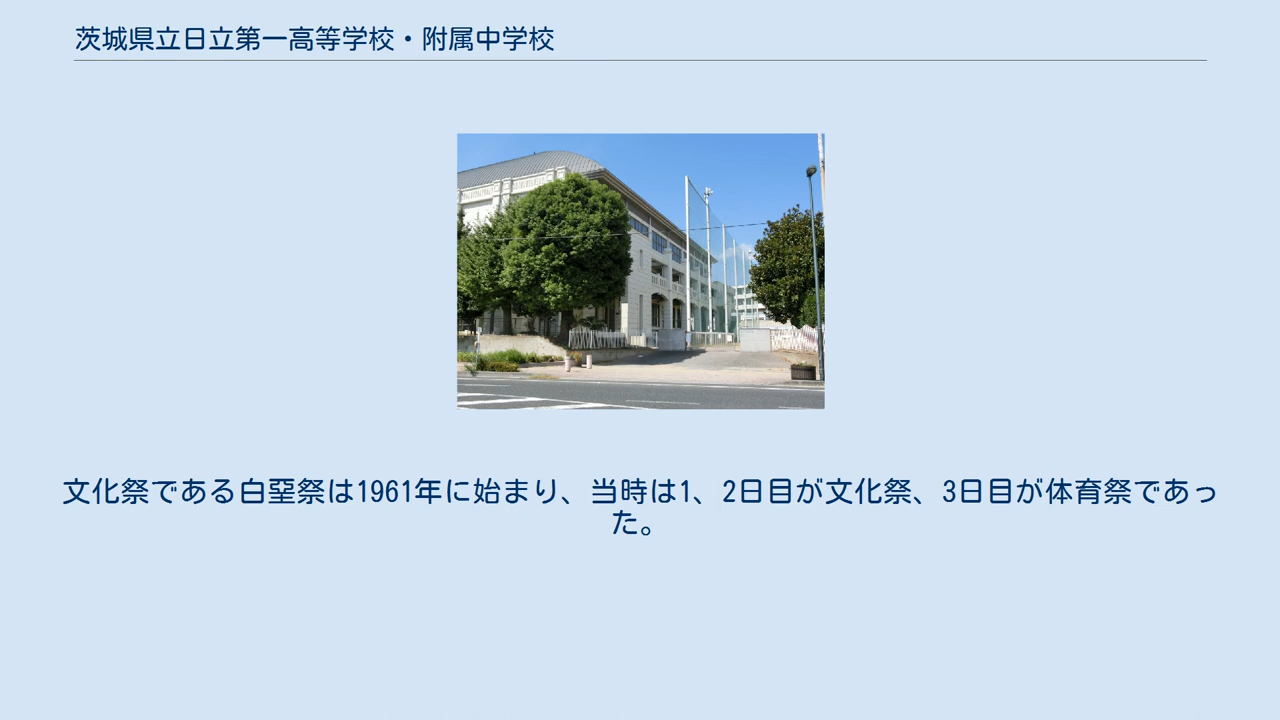 茨城県立日立第一高等学校・附属中学校
文化祭である白堊祭は1961年に始まり、当時は1、2日目が文化祭、3日目が体育祭であっ
た。